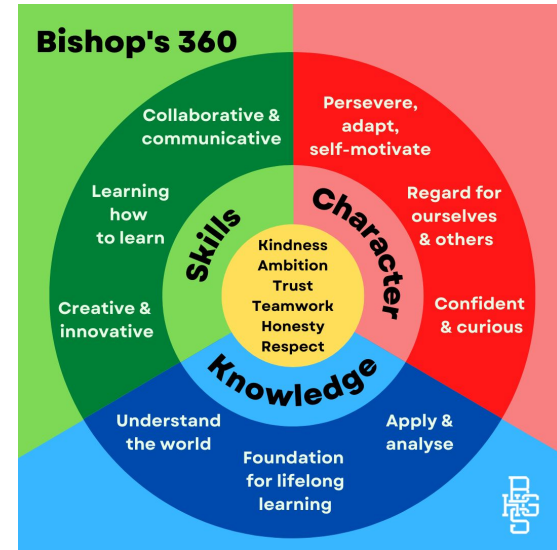 Bishop's 360
Collaborative &
communicative
Learning
how
to learn
Creative &
innovative
Skills
Persevere,
adapt,
self-motivate
Regard for
ourselves
& others
Confident
& curious
Character
Kindness
Ambition
Trust
Teamwork
Honesty
Respect
Knowledge
Understand
the world
Foundation
for lifelong
learning
Apply &
analyse